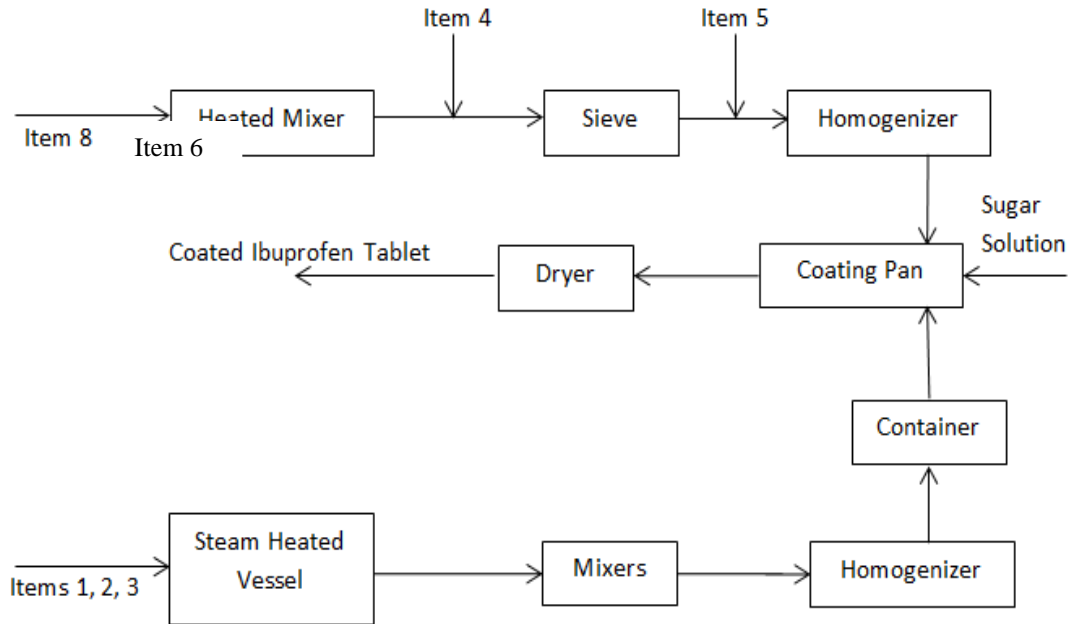 Item 4
Item 5
Heated Mixer
Sieve
Homogenizer
Item 8
Item 6
Sugar
Solution
Coated Ibuprofen Tablet
Dryer
Coating Pan
Container
Steam Heated
Vessel
Mixers
Homogenizer
Items 1, 2, 3